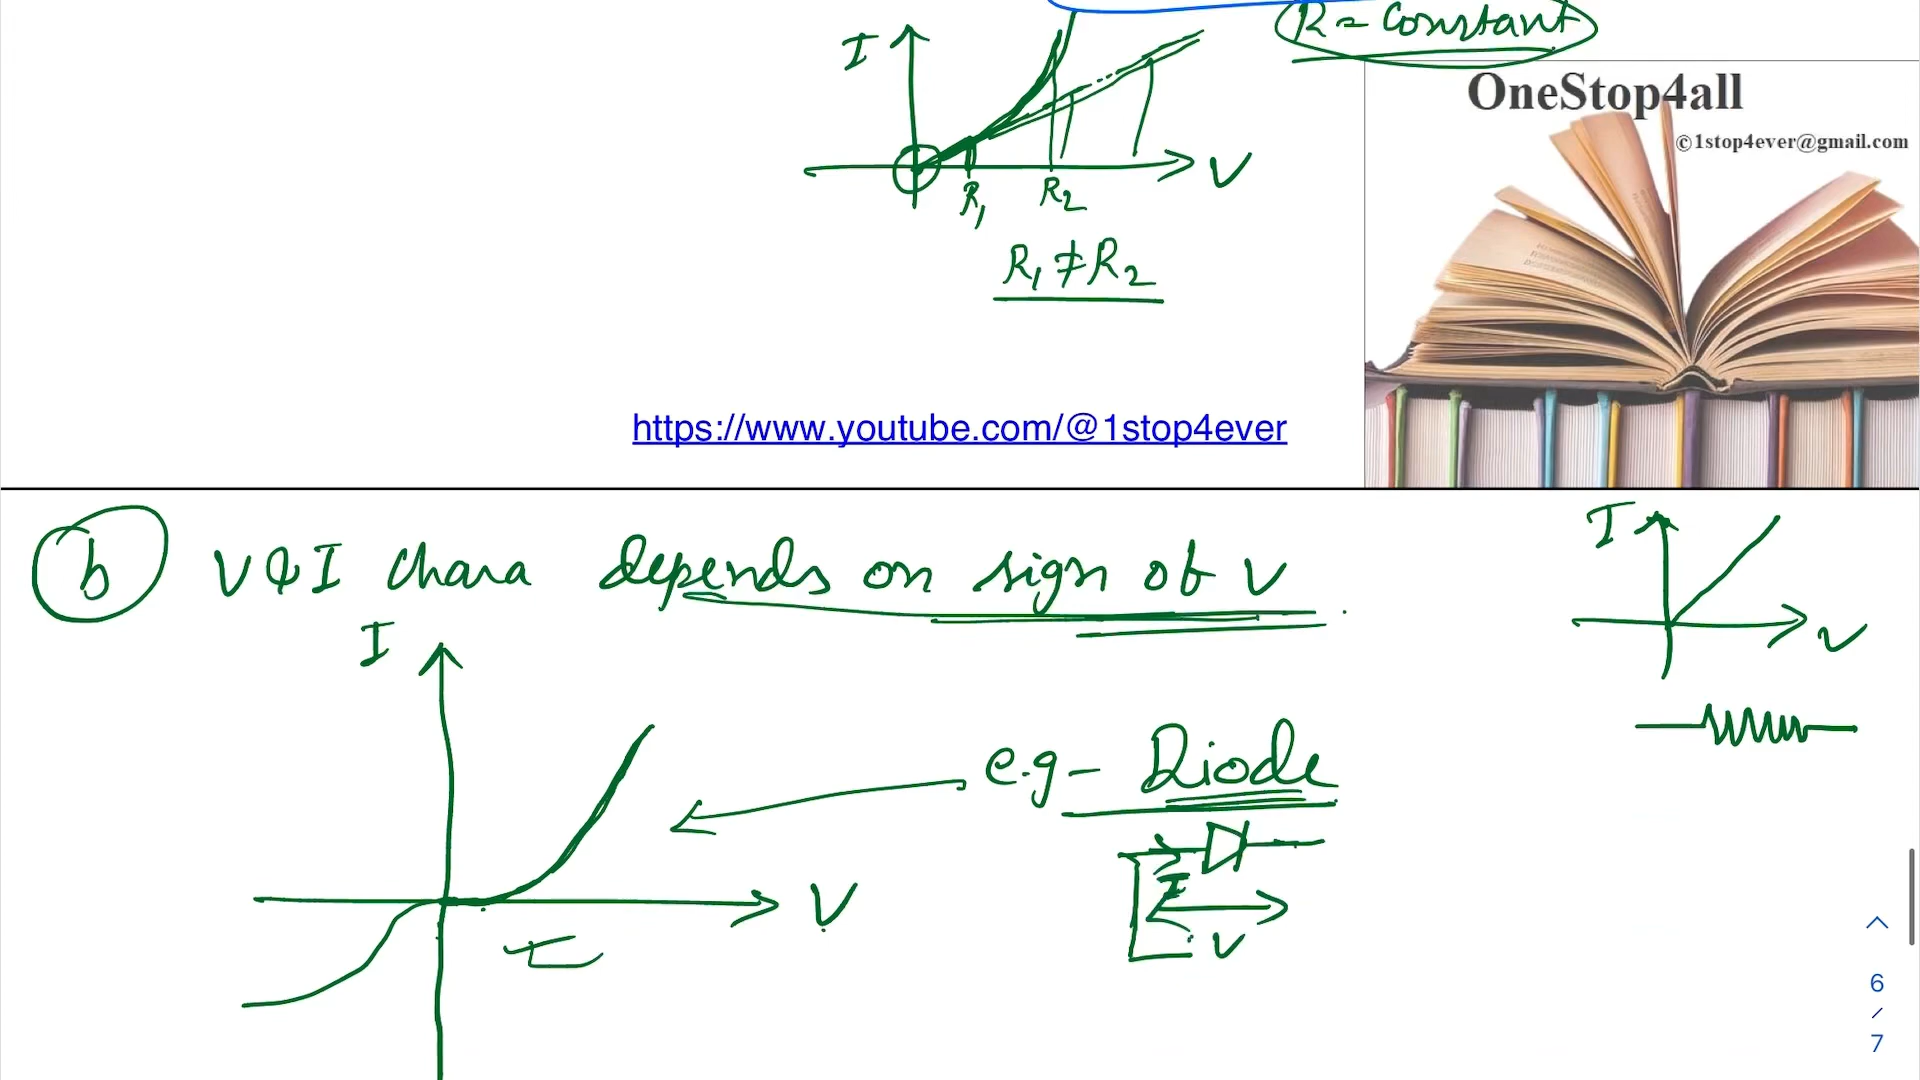 R = Constant
I
V
R₁ R₂
R₁ ≠ R₂
OneStop4all
©1stop4ever@gmail.com
https://www.youtube.com/@1stop4ever
b V & I chara depends on sign of V
I
V
e.g - Diode
I
V
I
V
6
/
7